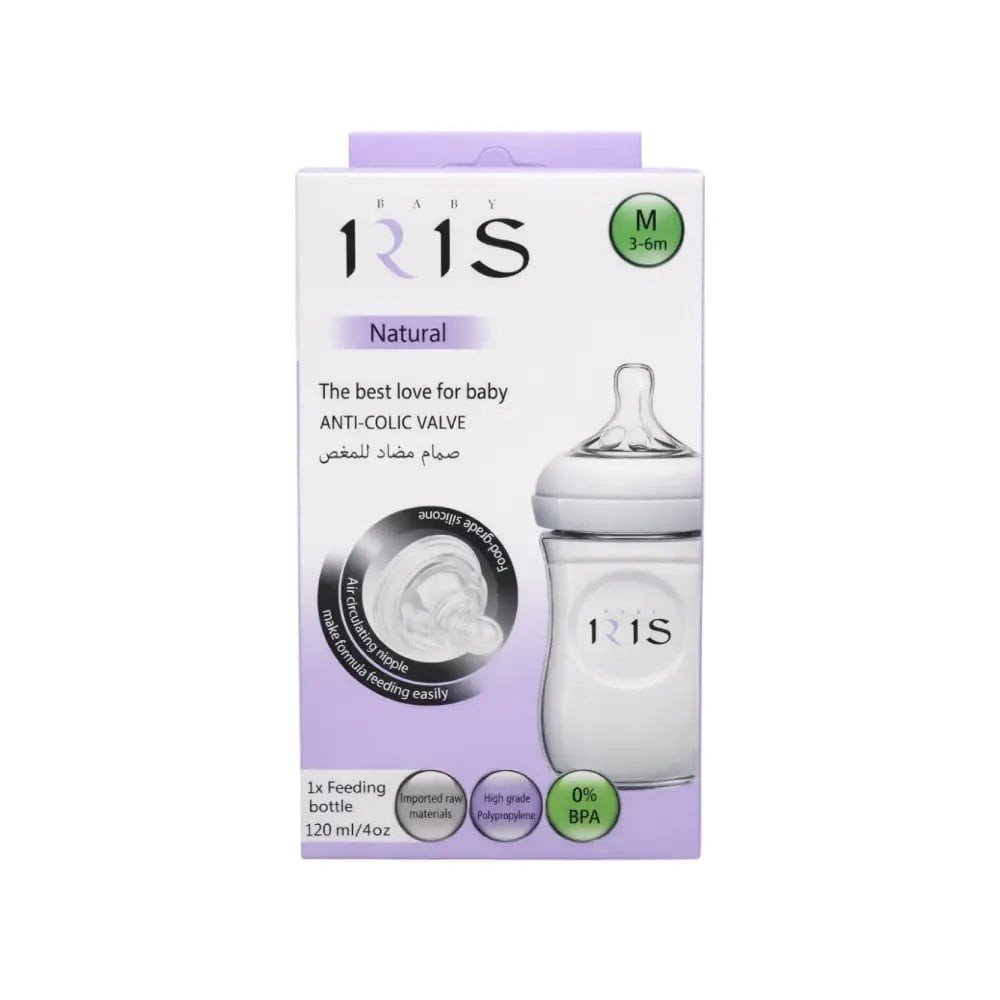 BABY
IRIS
M
3-6m
Natural
The best love for baby
ANTI-COLIC VALVE
صمام مضاد للمغص
Food-grade silicone
Air circulating nipple
make formula feeding easily
BABY
IRIS
1x Feeding
bottle
120 ml/4oz
Imported raw
materials
High grade
Polypropylene
0%
BPA